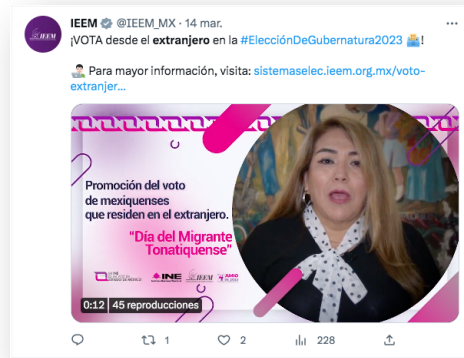 IEEM @IEEM_MX · 14 mar.
¡VOTA desde el extranjero en la #ElecciónDeGubernatura2023 !
Para mayor información, visita: sistemaselec.ieem.org.mx/voto-
extranjer...
Promoción del voto
de mexiquenses
que residen en el extranjero.
"Día del Migrante
Tonatiquense"
INE
IEEM
0:12 45 reproducciones
1
2
228